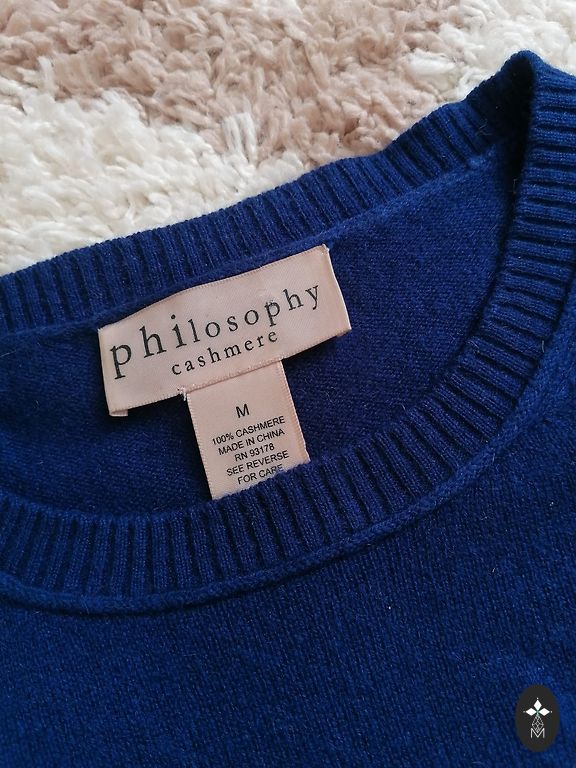 philosophy
cashmere
M
100% CASHMERE
MADE IN CHINA
RN 93178
SEE REVERSE
FOR CARE
M